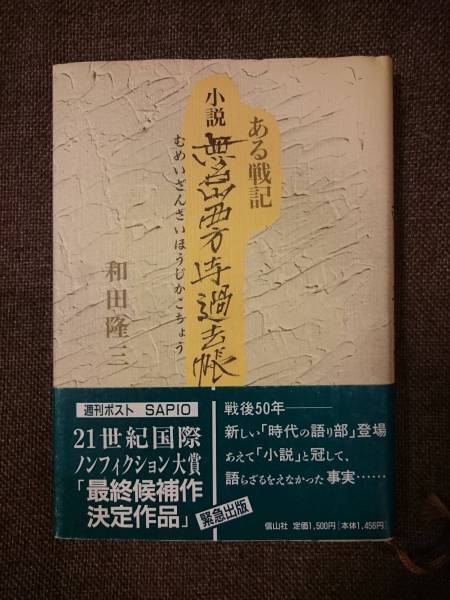 ある戦記
小説
無名山西方寺過去帳
むめいざんさいほうじかこちょう
和田隆三
戦後50年――
新しい「時代の語り部」登場
あえて「小説」と冠して、
語らざるをえなかった事実……
信山社 定価1,500円[本体1,456円]
週刊ポスト SAPIO
21世紀国際
ノンフィクション大賞
「最終候補作
決定作品」
緊急出版